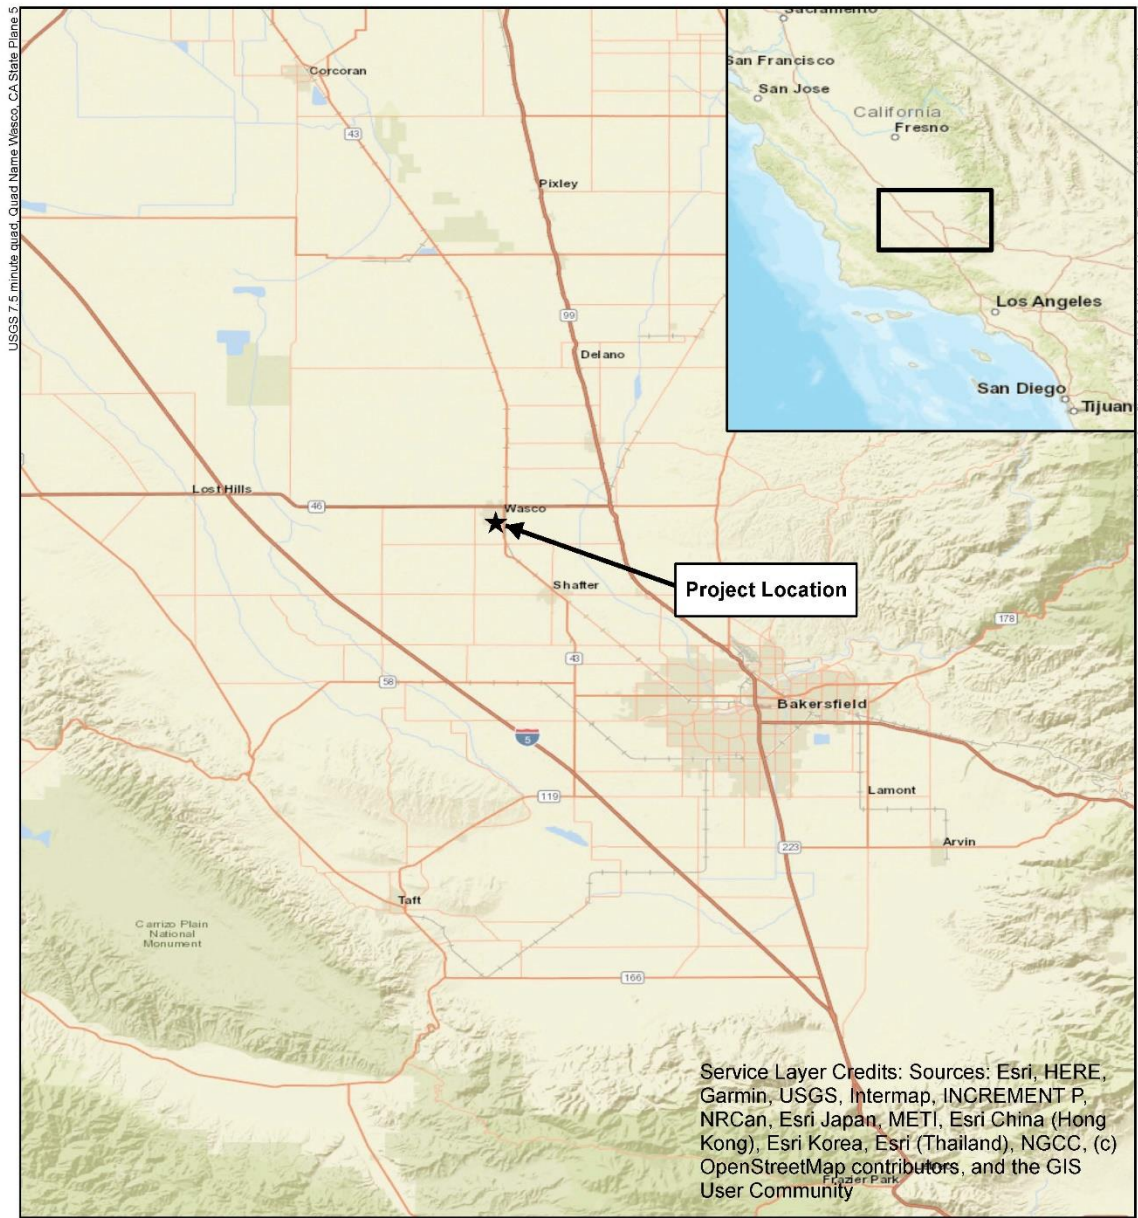 USGS 7.5 minute quad, Quad Name Wasco, CA State Plane 5
Corcoran
43
Pixley
99
Delano
Lost Hills
46
Wasco
Project Location
Shafter
178
43
58
Bakersfield
5
119
Lamont
223
Arvin
Taft
Carrizo Plain
National
Monument
166
Sacramento
San Francisco
San Jose
California
Fresno
Los Angeles
San Diego
Tijuan
Service Layer Credits: Sources: Esri, HERE,
Garmin, USGS, Intermap, INCREMENT P,
NRCan, Esri Japan, METI, Esri China (Hong
Kong), Esri Korea, Esri (Thailand), NGCC, (c)
OpenStreetMap contributors, and the GIS
User Community
Frazier Park